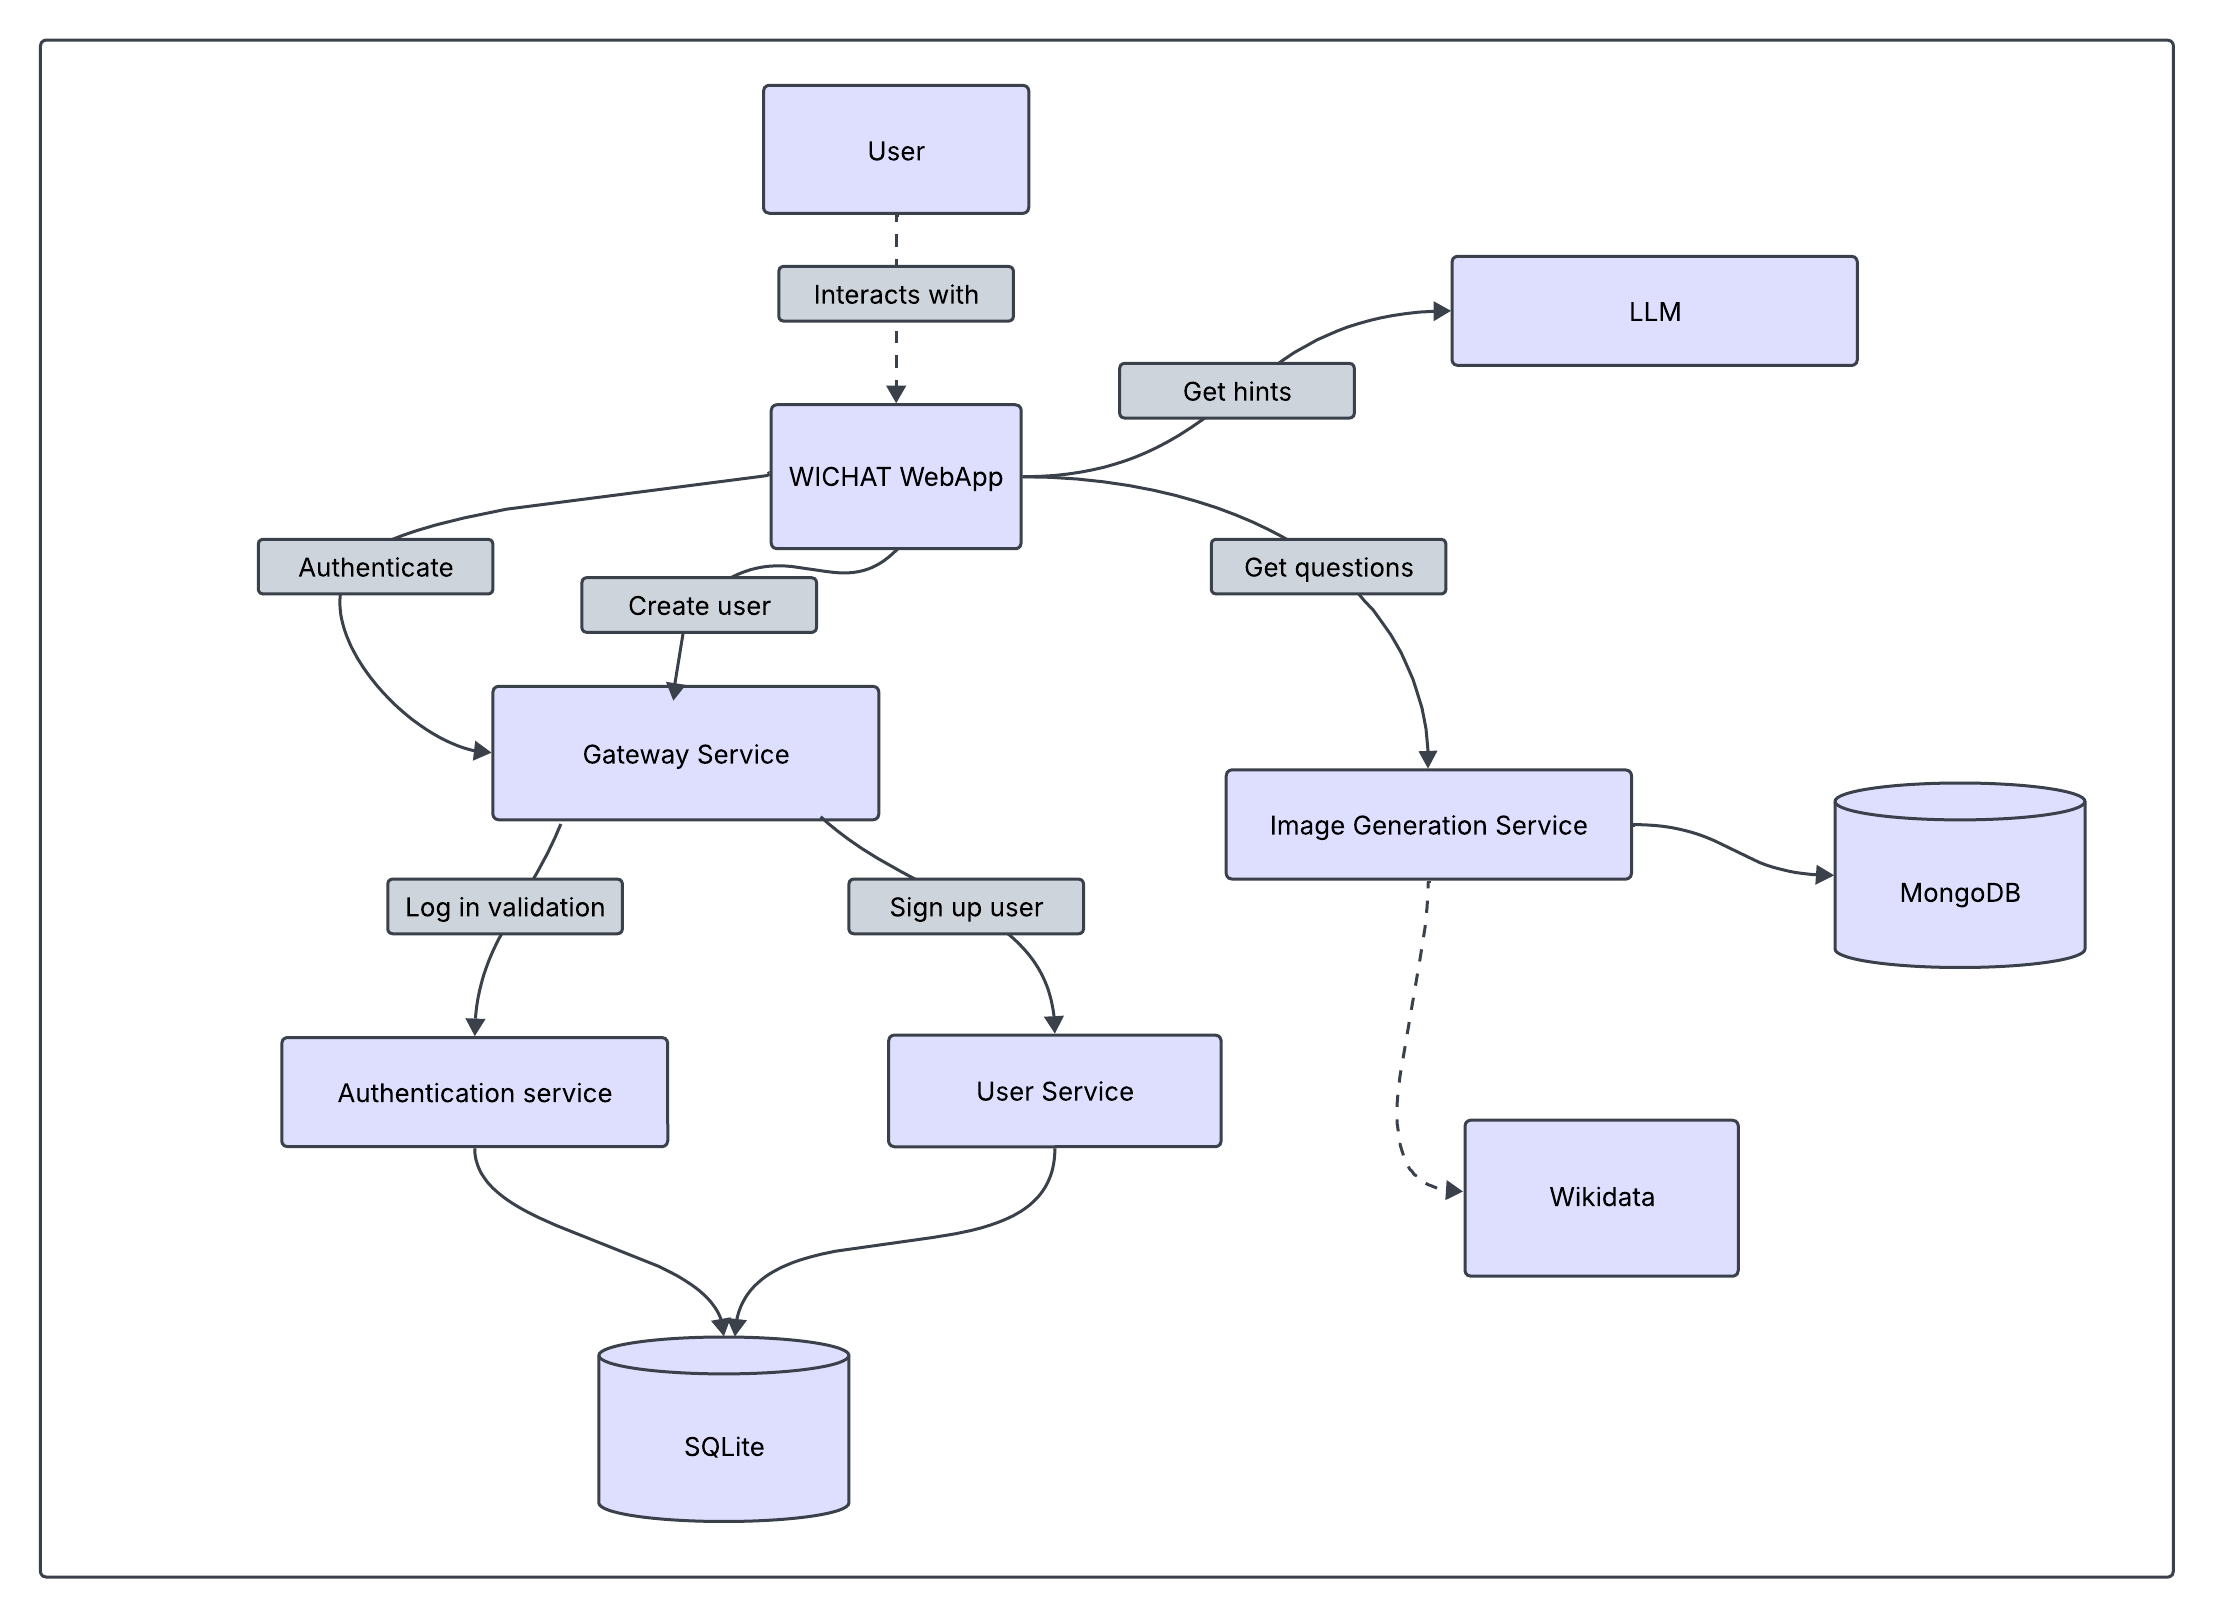 User
Interacts with
LLM
Get hints
WICHAT WebApp
Authenticate
Get questions
Create user
Gateway Service
Image Generation Service
MongoDB
Log in validation
Sign up user
Authentication service
User Service
Wikidata
SQLite